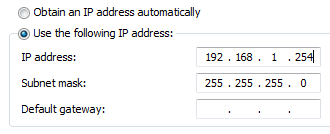 Obtain an IP address automatically
Use the following IP address:
IP address: 192 . 168 . 1 . 254
Subnet mask: 255 . 255 . 255 . 0
Default gateway: . . .